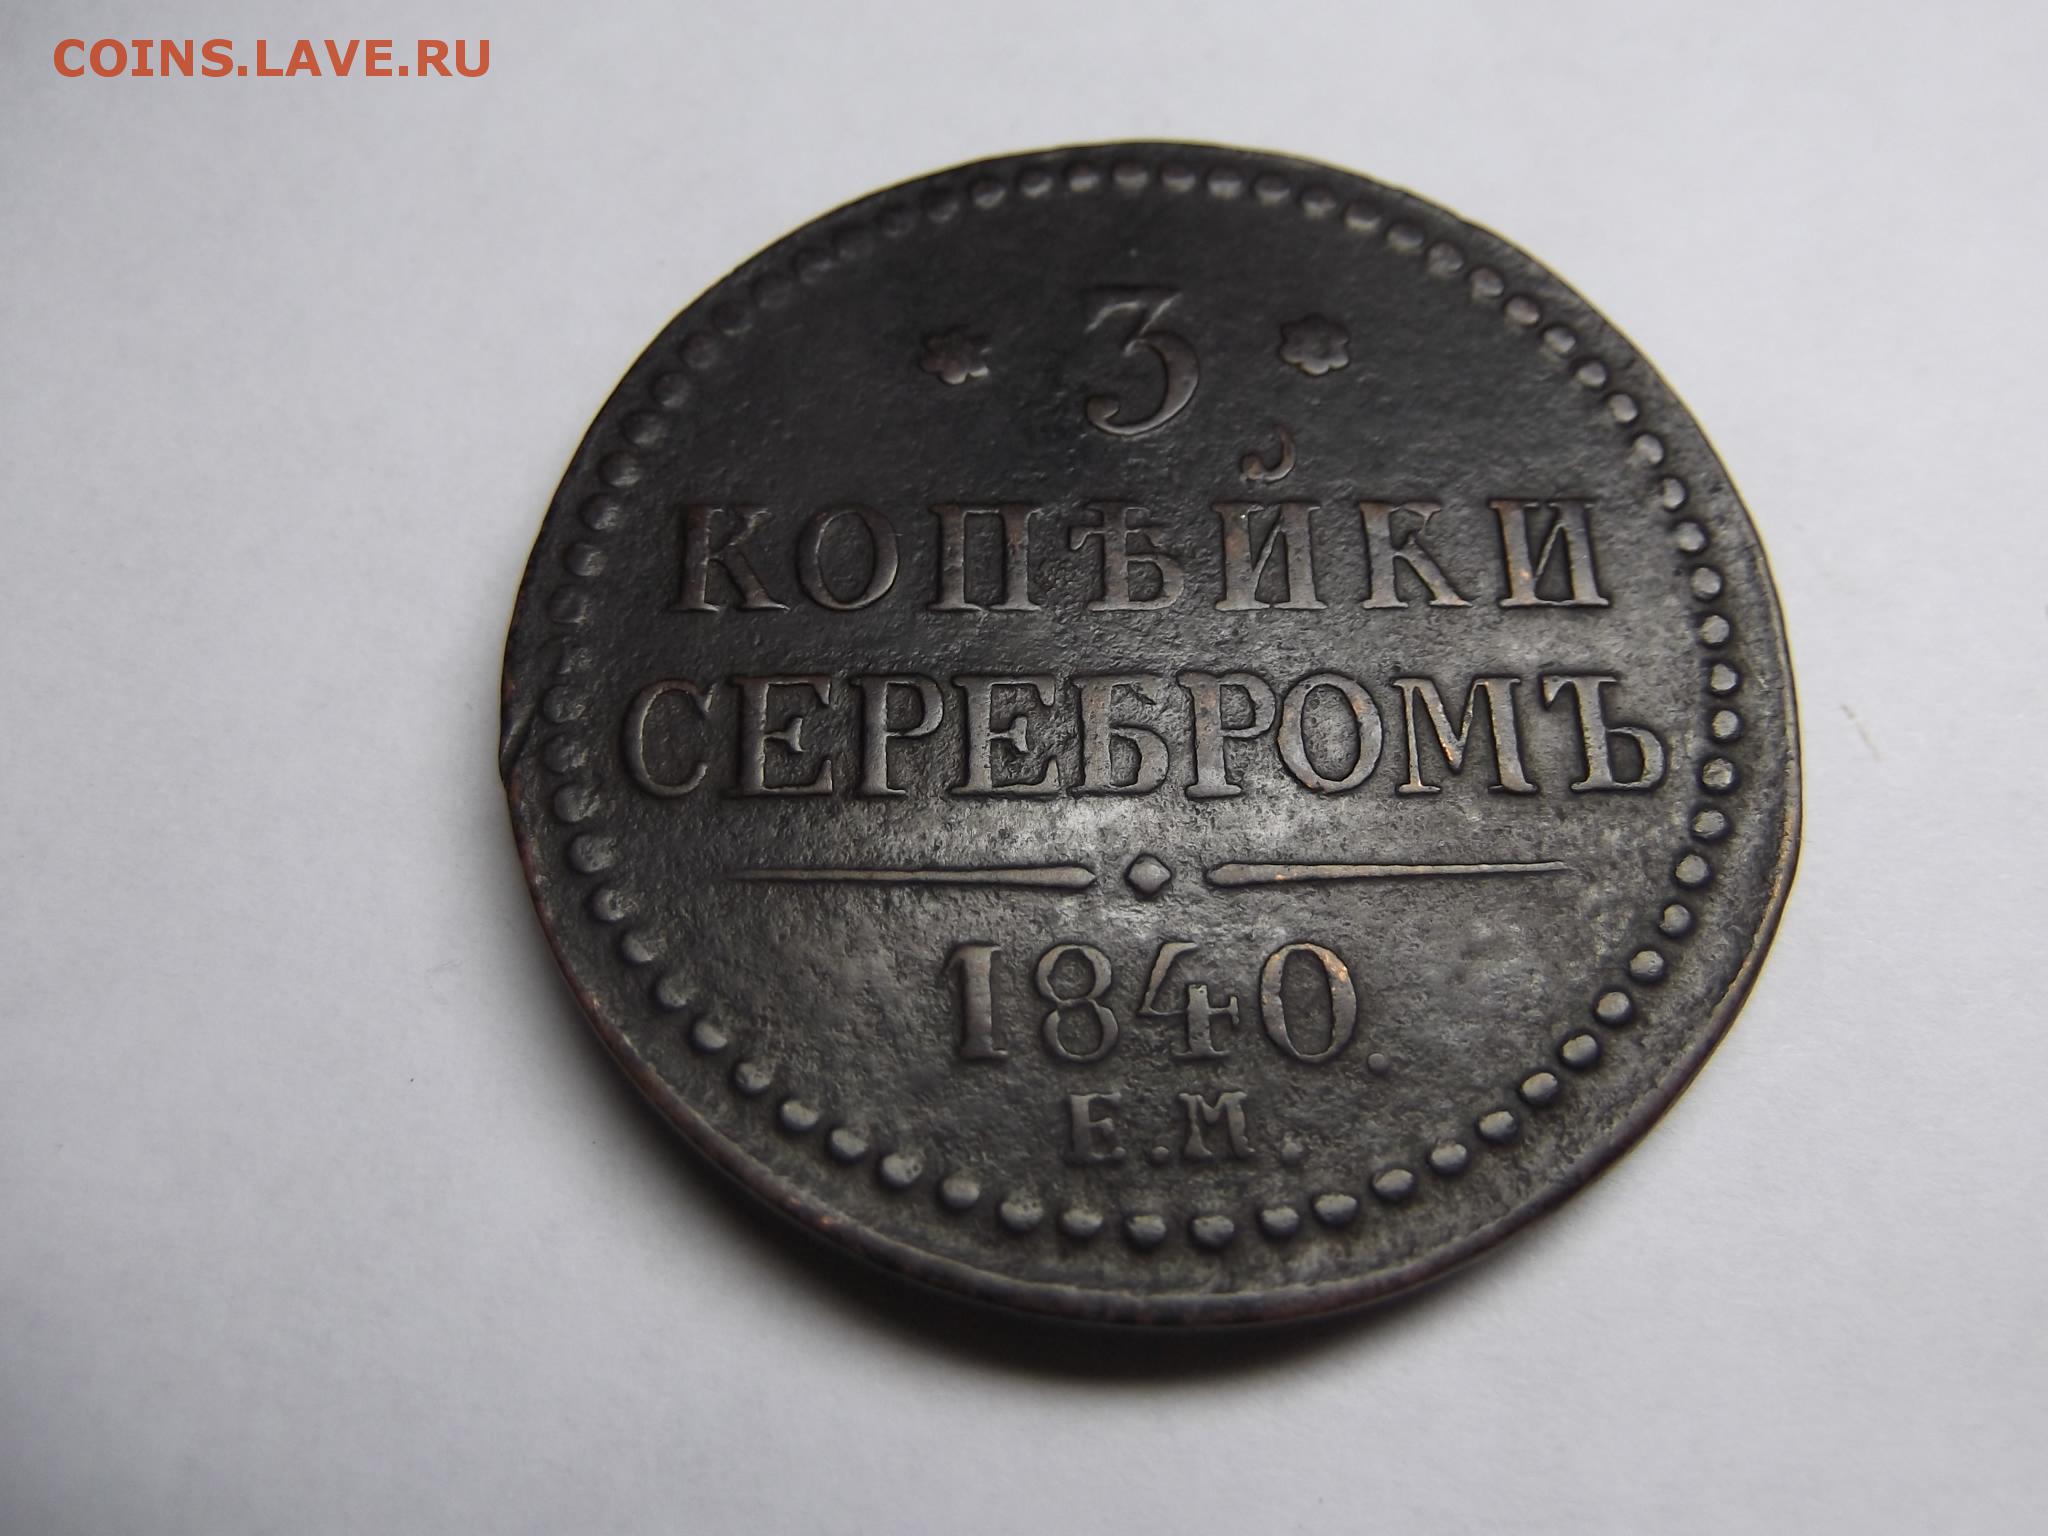 COINS.LAVE.RU
* 3 *
КОПѢЙКИ
СЕРЕБРОМЪ
1840.
Е.М.